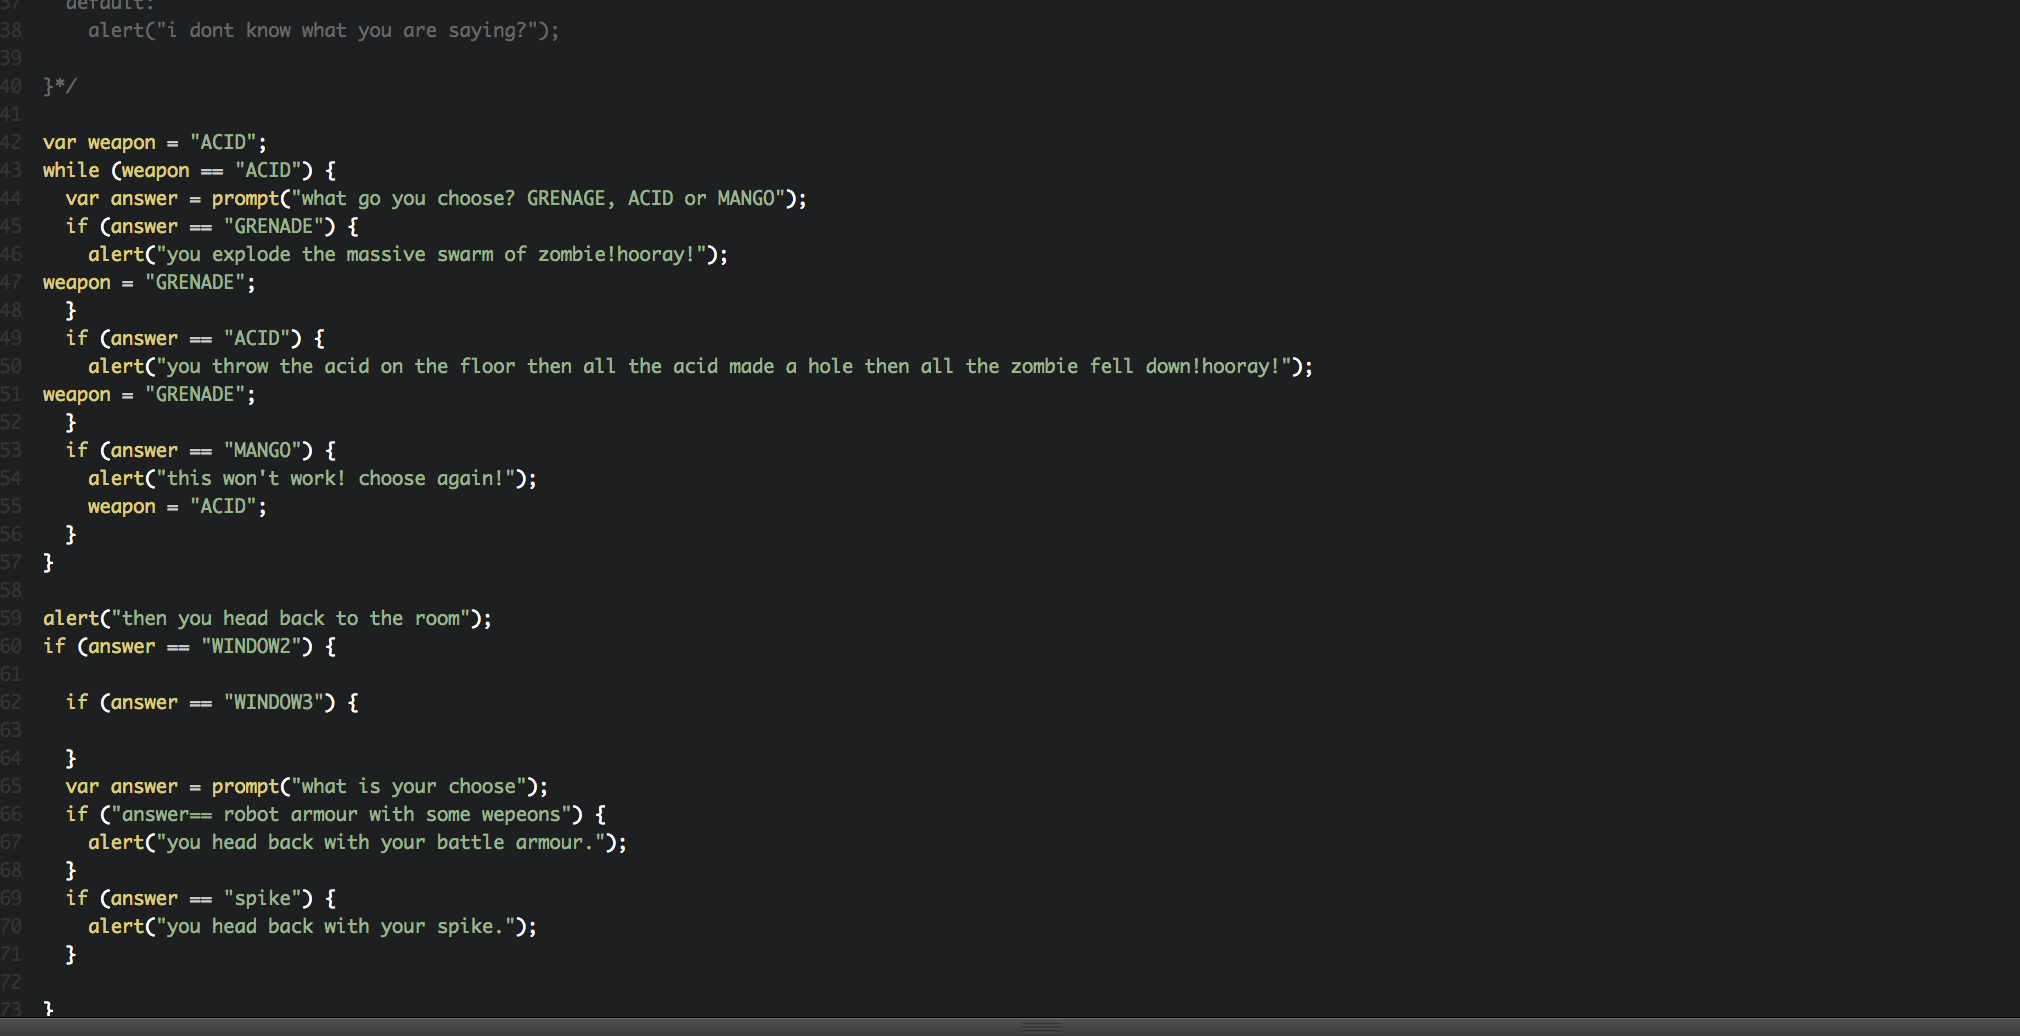 37 default:
38 alert("i dont know what you are saying?");
39
40 }*/
41
42 var weapon = "ACID";
43 while (weapon == "ACID") {
44 var answer = prompt("what go you choose? GRENAGE, ACID or MANGO");
45 if (answer == "GRENADE") {
46 alert("you explode the massive swarm of zombie!hooray!");
47 weapon = "GRENADE";
48 }
49 if (answer == "ACID") {
50 alert("you throw the acid on the floor then all the acid made a hole then all the zombie fell down!hooray!");
51 weapon = "GRENADE";
52 }
53 if (answer == "MANGO") {
54 alert("this won't work! choose again!");
55 weapon = "ACID";
56 }
57 }
58
59 alert("then you head back to the room");
60 if (answer == "WINDOW2") {
61
62 if (answer == "WINDOW3") {
63
64 }
65 var answer = prompt("what is your choose");
66 if ("answer== robot armour with some wepeons") {
67 alert("you head back with your battle armour.");
68 }
69 if (answer == "spike") {
70 alert("you head back with your spike.");
71 }
72
73 }